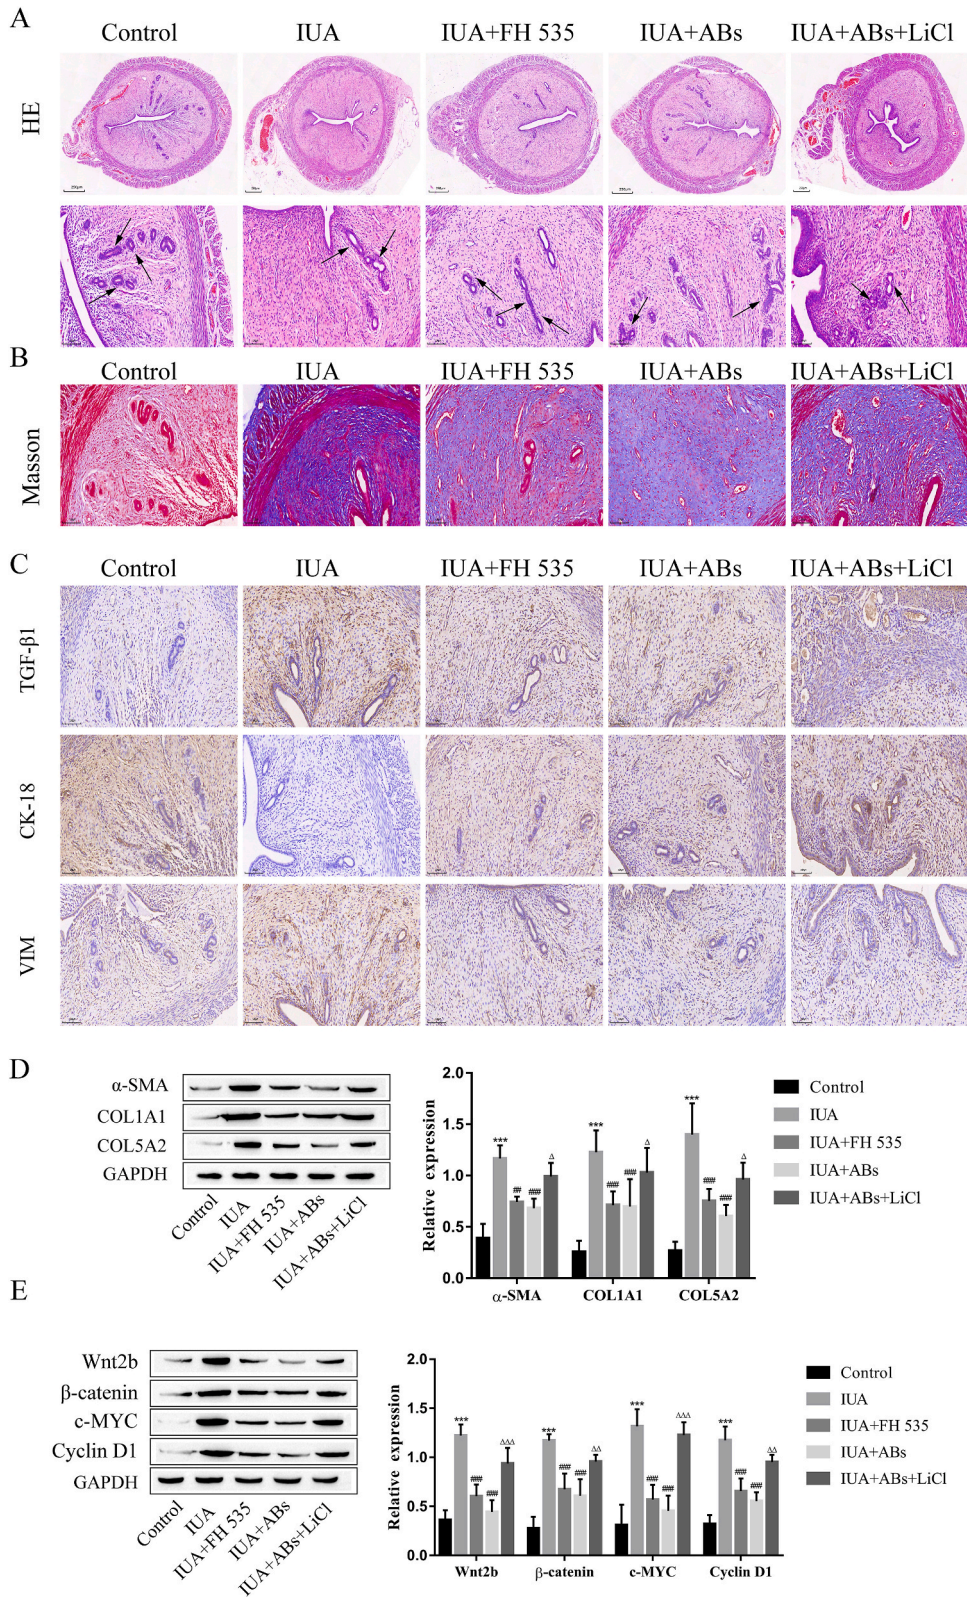 A
Control IUA IUA+FH 535 IUA+ABs IUA+ABs+LiCl
HE
B
Control IUA IUA+FH 535 IUA+ABs IUA+ABs+LiCl
Masson
C
Control IUA IUA+FH 535 IUA+ABs IUA+ABs+LiCl
TGF-β1
CK-18
VIM
D
α-SMA
COL1A1
COL5A2
GAPDH
Control IUA IUA+FH 535 IUA+ABs IUA+ABs+LiCl
Relative expression
2.0
1.5
1.0
0.5
0.0
*** ## ### Δ
*** ### ### Δ
*** ### ### Δ
α-SMA COL1A1 COL5A2
Control
IUA
IUA+FH 535
IUA+ABs
IUA+ABs+LiCl
E
Wnt2b
β-catenin
c-MYC
Cyclin D1
GAPDH
Control IUA IUA+FH 535 IUA+ABs IUA+ABs+LiCl
Relative expression
2.0
1.5
1.0
0.5
0.0
*** ### ### ΔΔΔ
*** ### ### ΔΔ
*** ### ### ΔΔΔ
*** ### ### ΔΔ
Wnt2b β-catenin c-MYC Cyclin D1
Control
IUA
IUA+FH 535
IUA+ABs
IUA+ABs+LiCl